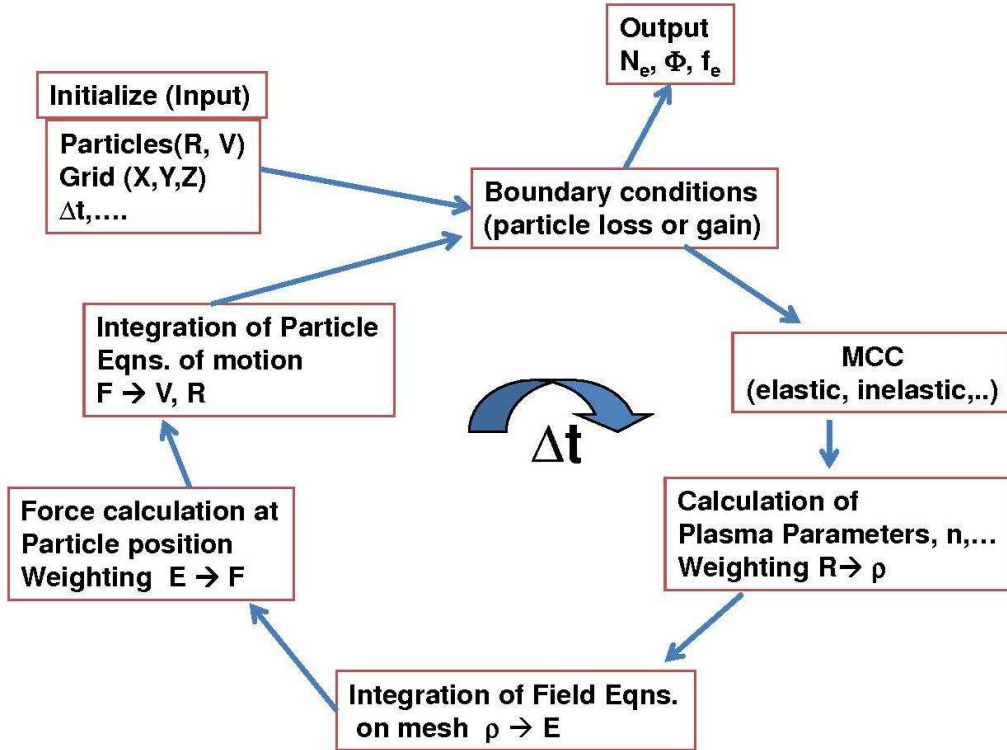 Output
Nₑ, Φ, fₑ
Initialize (Input)
Particles(R, V)
Grid (X,Y,Z)
Δt,....
Boundary conditions
(particle loss or gain)
Integration of Particle
Eqns. of motion
F → V, R
MCC
(elastic, inelastic,..)
Δt
Force calculation at
Particle position
Weighting E → F
Calculation of
Plasma Parameters, n,...
Weighting R→ ρ
Integration of Field Eqns.
on mesh ρ → E